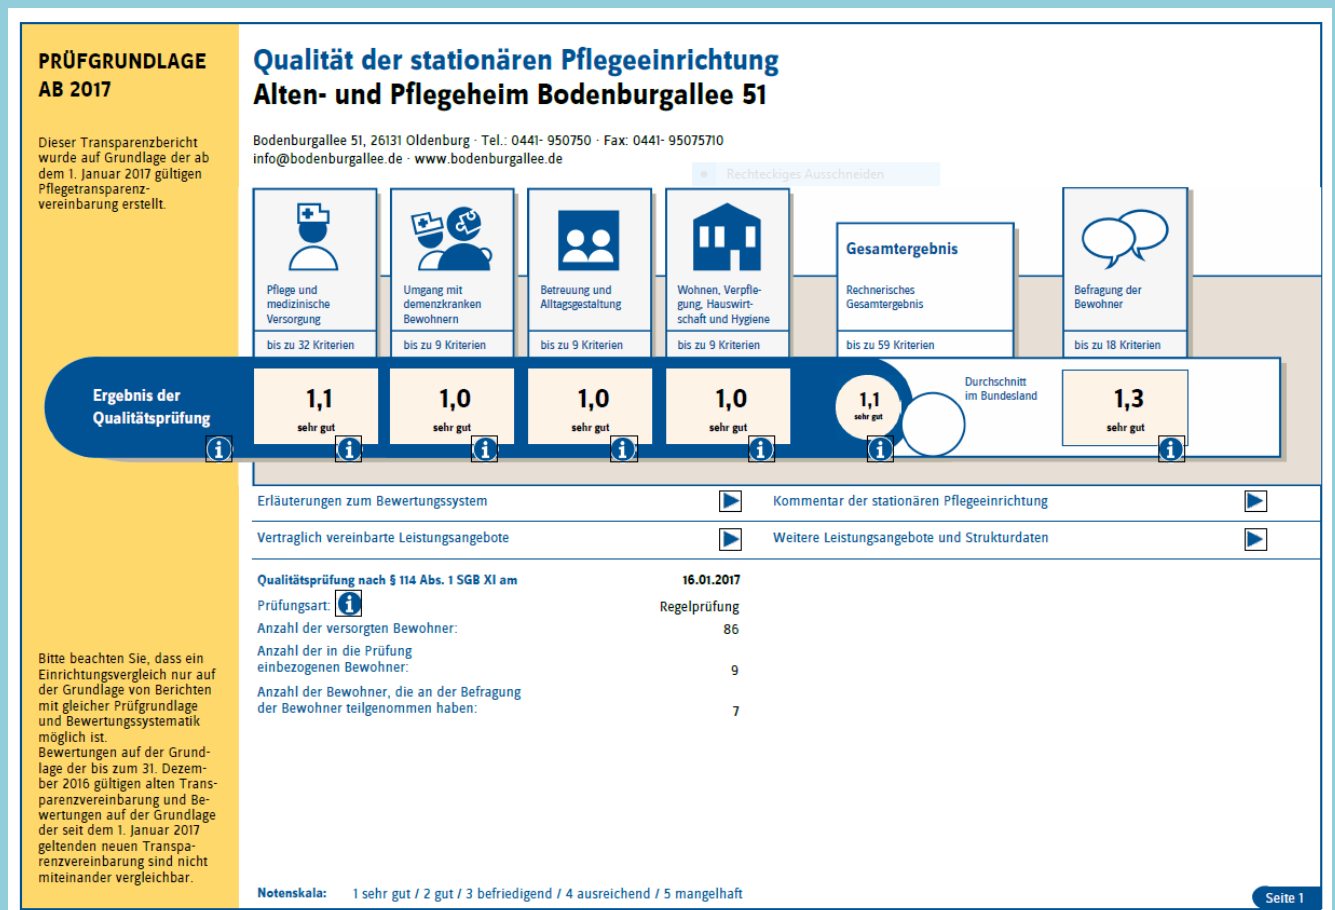 PRÜFGRUNDLAGE
AB 2017
Dieser Transparenzbericht
wurde auf Grundlage der ab
dem 1. Januar 2017 gültigen
Pflegetransparenz-
vereinbarung erstellt.
Qualität der stationären Pflegeeinrichtung
Alten- und Pflegeheim Bodenburgallee 51
Bodenburgallee 51, 26131 Oldenburg · Tel.: 0441- 950750 · Fax: 0441- 95075710
info@bodenburgallee.de · www.bodenburgallee.de
Rechteckiges Ausschneiden
Pflege und
medizinische
Versorgung
bis zu 32 Kriterien
Umgang mit
demenzkranken
Bewohnern
bis zu 9 Kriterien
Betreuung und
Alltagsgestaltung
bis zu 9 Kriterien
Wohnen, Verpfle-
gung, Hauswirt-
schaft und Hygiene
bis zu 9 Kriterien
Gesamtergebnis
Rechnerisches
Gesamtergebnis
bis zu 59 Kriterien
Befragung der
Bewohner
bis zu 18 Kriterien
Ergebnis der
Qualitätsprüfung
1,1
sehr gut
1,0
sehr gut
1,0
sehr gut
1,0
sehr gut
1,1
sehr gut
Durchschnitt
im Bundesland
1,3
sehr gut
Erläuterungen zum Bewertungssystem
Kommentar der stationären Pflegeeinrichtung
Vertraglich vereinbarte Leistungsangebote
Weitere Leistungsangebote und Strukturdaten
Qualitätsprüfung nach § 114 Abs. 1 SGB XI am 16.01.2017
Prüfungsart: Regelprüfung
Anzahl der versorgten Bewohner: 86
Anzahl der in die Prüfung
einbezogenen Bewohner: 9
Anzahl der Bewohner, die an der Befragung
der Bewohner teilgenommen haben: 7
Bitte beachten Sie, dass ein
Einrichtungsvergleich nur auf
der Grundlage von Berichten
mit gleicher Prüfgrundlage
und Bewertungssystematik
möglich ist.
Bewertungen auf der Grund-
lage der bis zum 31. Dezem-
ber 2016 gültigen alten Trans-
parenzvereinbarung und Be-
wertungen auf der Grundlage
der seit dem 1. Januar 2017
geltenden neuen Transpa-
renzvereinbarung sind nicht
miteinander vergleichbar.
Notenskala: 1 sehr gut / 2 gut / 3 befriedigend / 4 ausreichend / 5 mangelhaft
Seite 1